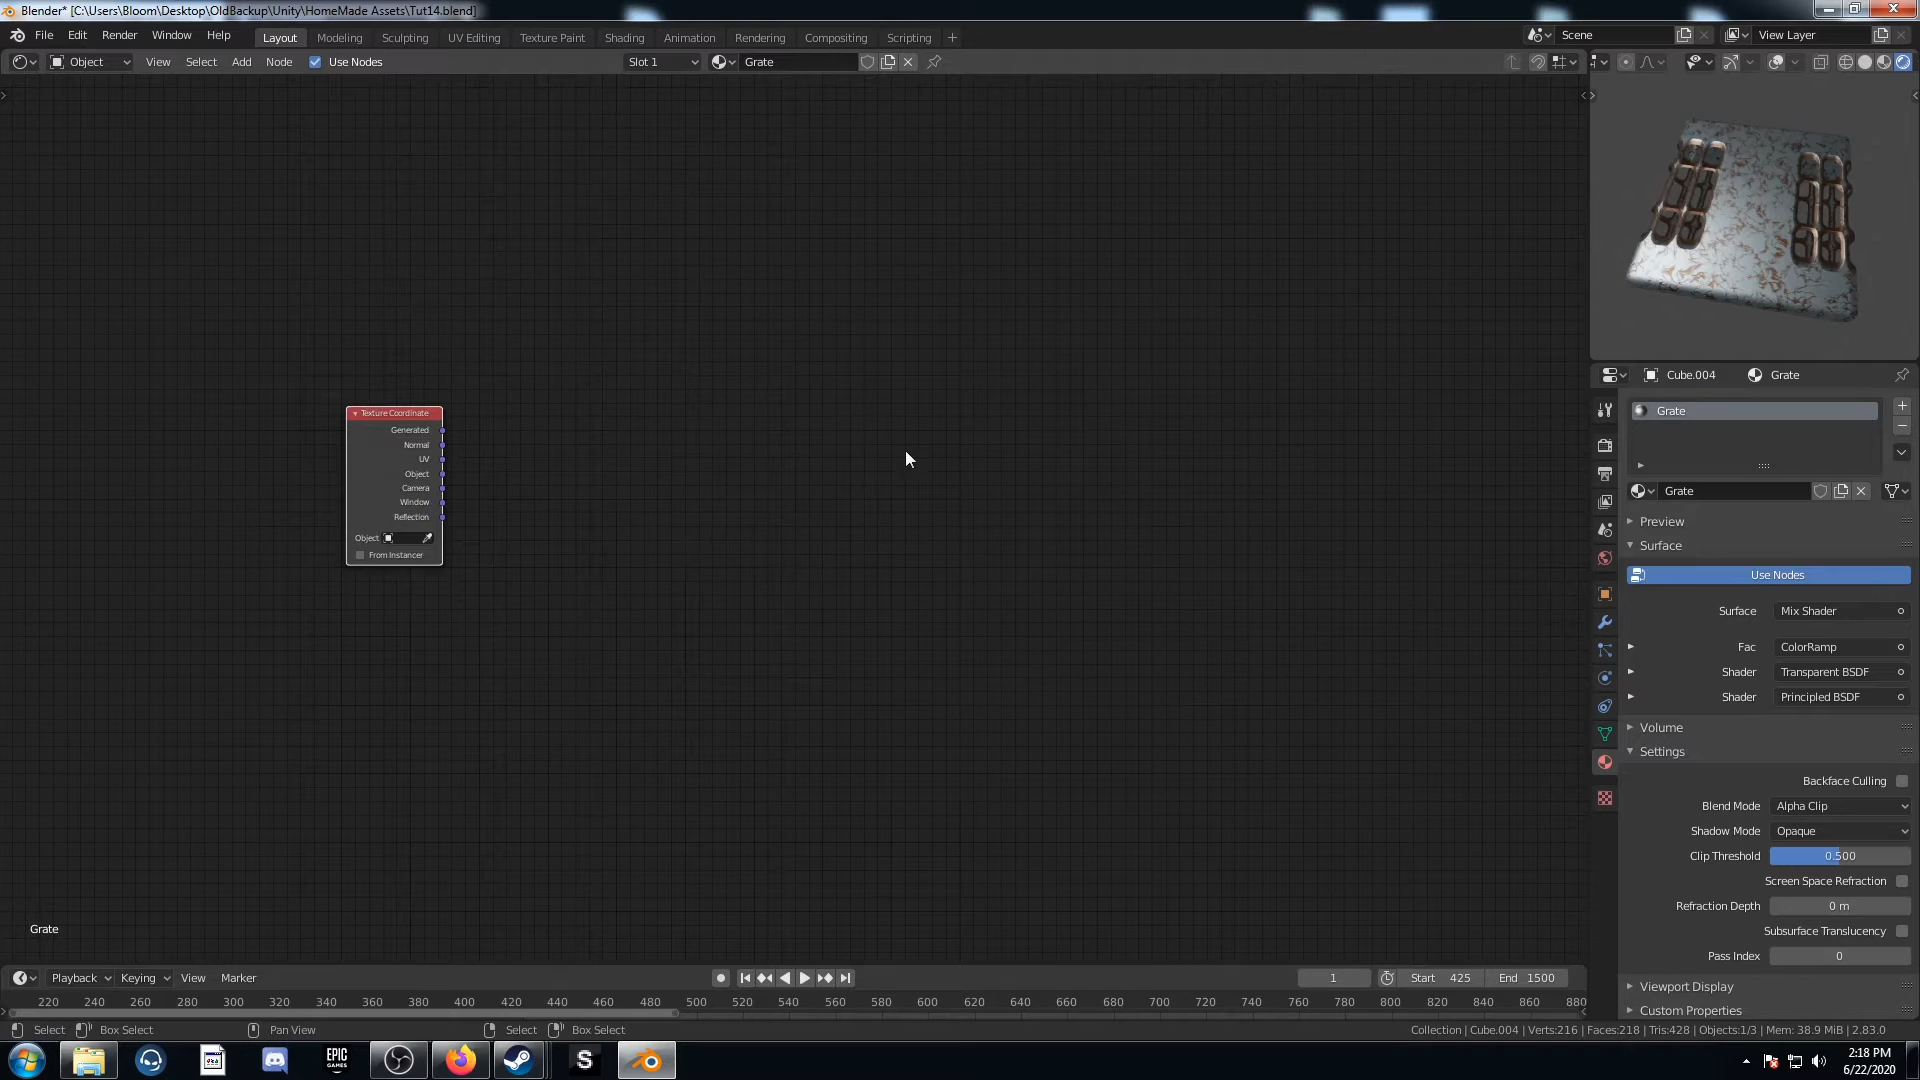 Blender* [C:\Users\Bloom\Desktop\OldBackup\Unity\HomeMade Assets\Tut14.blend]
File Edit Render Window Help Layout Modeling Sculpting UV Editing Texture Paint Shading Animation Rendering Compositing Scripting Scene View Layer
Object View Select Add Node Use Nodes Slot 1 Grate
Texture Coordinate
Generated
Normal
UV
Object
Camera
Window
Reflection
Object
From Instancer
Cube.004 Grate
Grate
Grate
Preview
Surface
Use Nodes
Surface Mix Shader
Fac ColorRamp
Shader Transparent BSDF
Shader Principled BSDF
Volume
Settings
Backface Culling
Blend Mode Alpha Clip
Shadow Mode Opaque
Clip Threshold 0.500
Screen Space Refraction
Refraction Depth 0 m
Subsurface Translucency
Pass Index 0
Viewport Display
Custom Properties
Grate
Playback Keying View Marker 1 Start 425 End 1500
220 240 260 280 300 320 340 360 380 400 420 440 460 480 500 520 540 560 580 600 620 640 660 680 700 720 740 760 780 800 820 840 860 880
Select Box Select Pan View Select Box Select Collection | Cube.004 | Verts:216 | Faces:218 | Tris:428 | Objects:1/3 | Mem: 38.9 MiB | 2.83.0
EPIC GAMES
S
2:18 PM
6/22/2020